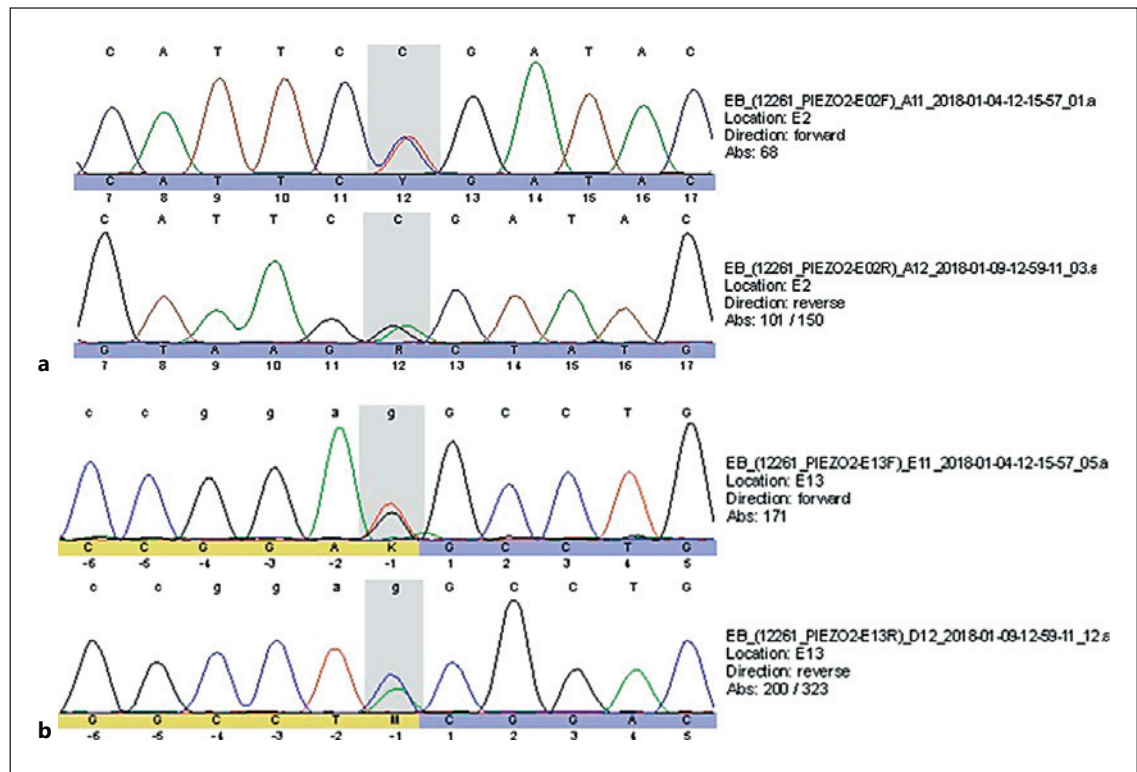 C A T T C C G A T A C
EB_(12261_PIEZO2-E02F)_A11_2018-01-04-12-15-57_01.a
Location: E2
Direction: forward
Abs: 68
C A T T C Y G A T A C
7 8 9 10 11 12 13 14 15 16 17
C A T T C C G A T A C
EB_(12261_PIEZO2-E02R)_A12_2018-01-09-12-59-11_03.s
Location: E2
Direction: reverse
Abs: 101 / 150
G T A A G R C T A T G
7 8 9 10 11 12 13 14 15 16 17
a
c c g g a g G C C T G
EB_(12261_PIEZO2-E13F)_E11_2018-01-04-12-15-57_05.a
Location: E13
Direction: forward
Abs: 171
C C G G A K G C C T G
-6 -5 -4 -3 -2 -1 1 2 3 4 5
c c g g a g G C C T G
EB_(12261_PIEZO2-E13R)_D12_2018-01-09-12-59-11_12.s
Location: E13
Direction: reverse
Abs: 200 / 323
G G C C T M C G G A C
-6 -5 -4 -3 -2 -1 1 2 3 4 5
b